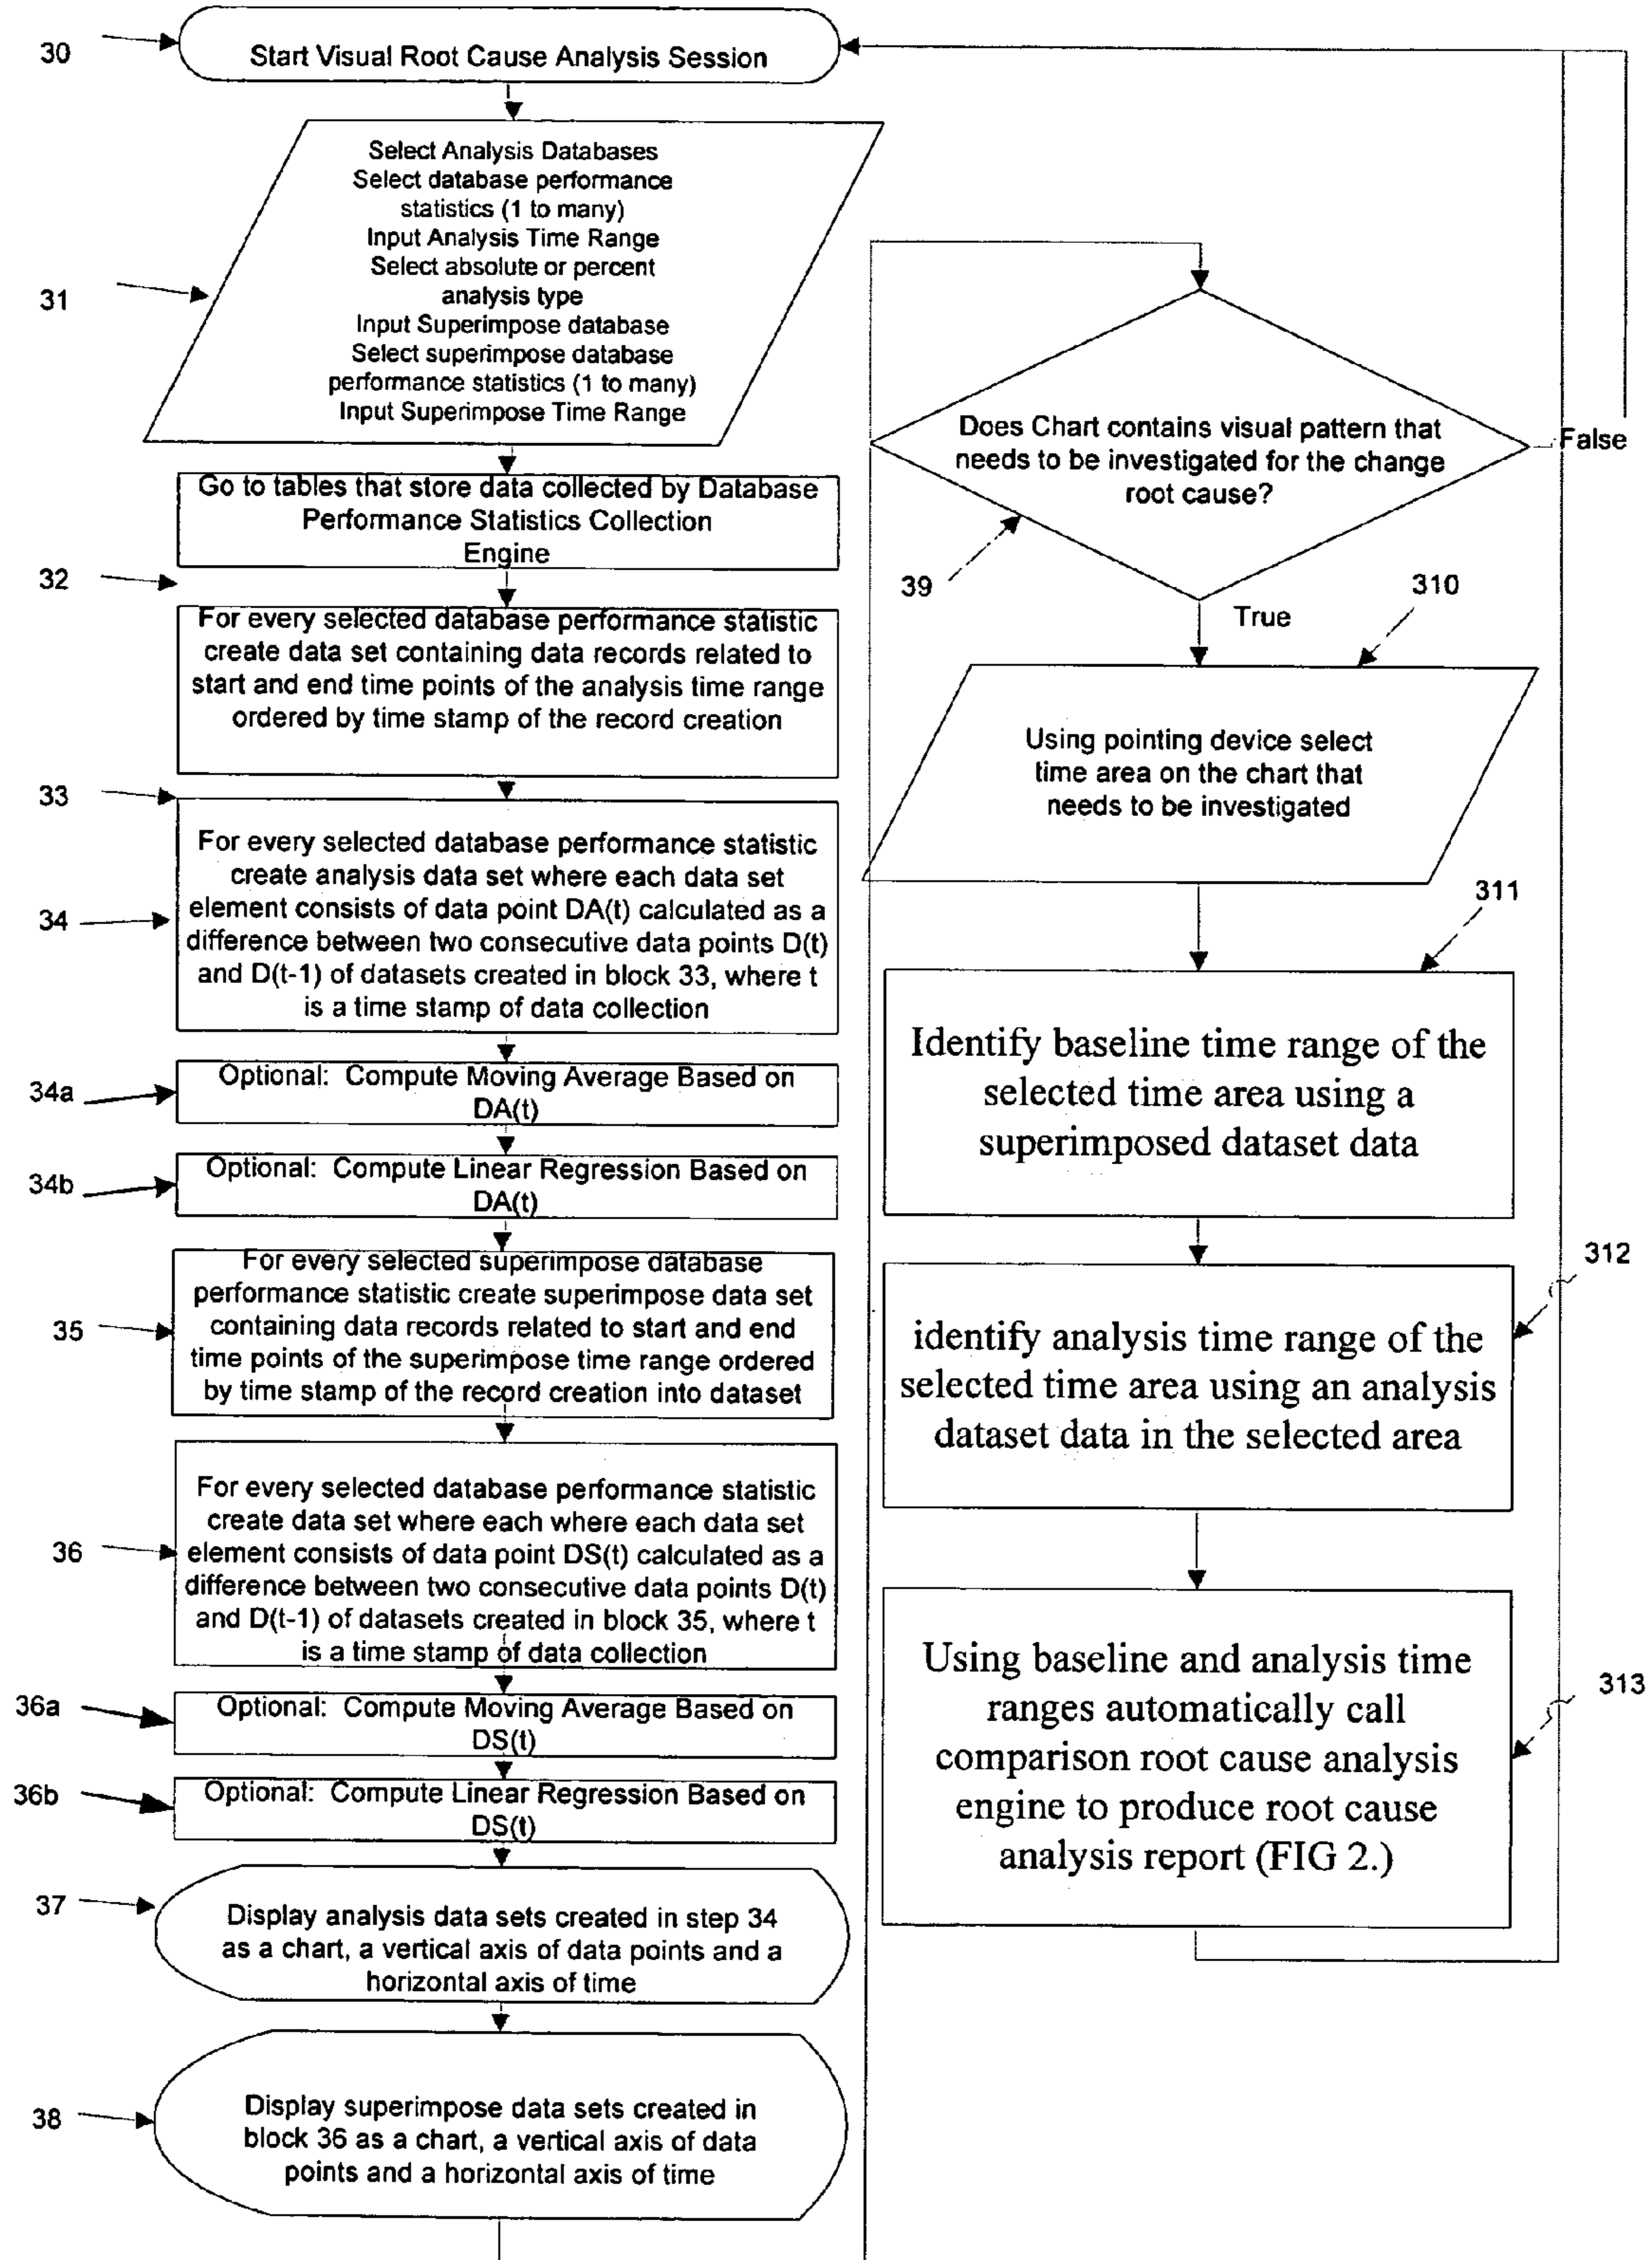 30
Start Visual Root Cause Analysis Session
31
Select Analysis Databases
Select database performance
statistics (1 to many)
Input Analysis Time Range
Select absolute or percent
analysis type
Input Superimpose database
Select superimpose database
performance statistics (1 to many)
Input Superimpose Time Range
Go to tables that store data collected by Database
Performance Statistics Collection
Engine
32
For every selected database performance statistic
create data set containing data records related to
start and end time points of the analysis time range
ordered by time stamp of the record creation
33
For every selected database performance statistic
create analysis data set where each data set
34
element consists of data point DA(t) calculated as a
difference between two consecutive data points D(t)
and D(t-1) of datasets created in block 33, where t
is a time stamp of data collection
34a
Optional: Compute Moving Average Based on
DA(t)
34b
Optional: Compute Linear Regression Based on
DA(t)
35
For every selected superimpose database
performance statistic create superimpose data set
containing data records related to start and end
time points of the superimpose time range ordered
by time stamp of the record creation into dataset
36
For every selected database performance statistic
create data set where each where each data set
element consists of data point DS(t) calculated as a
difference between two consecutive data points D(t)
and D(t-1) of datasets created in block 35, where t
is a time stamp of data collection
36a
Optional: Compute Moving Average Based on
DS(t)
36b
Optional: Compute Linear Regression Based on
DS(t)
37
Display analysis data sets created in step 34
as a chart, a vertical axis of data points and a
horizontal axis of time
38
Display superimpose data sets created in
block 36 as a chart, a vertical axis of data
points and a horizontal axis of time
Does Chart contains visual pattern that
needs to be investigated for the change
root cause?
False
39
True
310
Using pointing device select
time area on the chart that
needs to be investigated
311
Identify baseline time range of the
selected time area using a
superimposed dataset data
312
identify analysis time range of the
selected time area using an analysis
dataset data in the selected area
313
Using baseline and analysis time
ranges automatically call
comparison root cause analysis
engine to produce root cause
analysis report (FIG 2.)